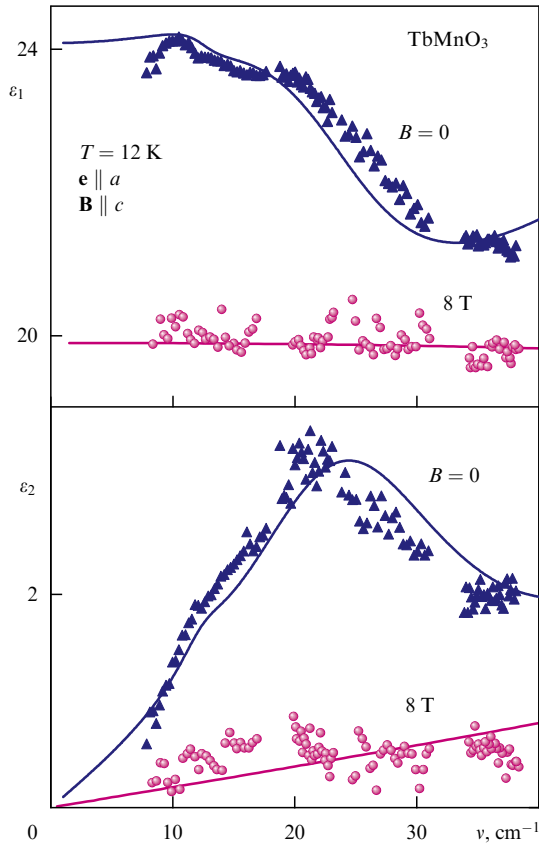 24
TbMnO₃
ε₁
B = 0
T = 12 K
e ∥ a
B ∥ c
8 T
20
ε₂
B = 0
2
8 T
0 10 20 30 ν, cm⁻¹